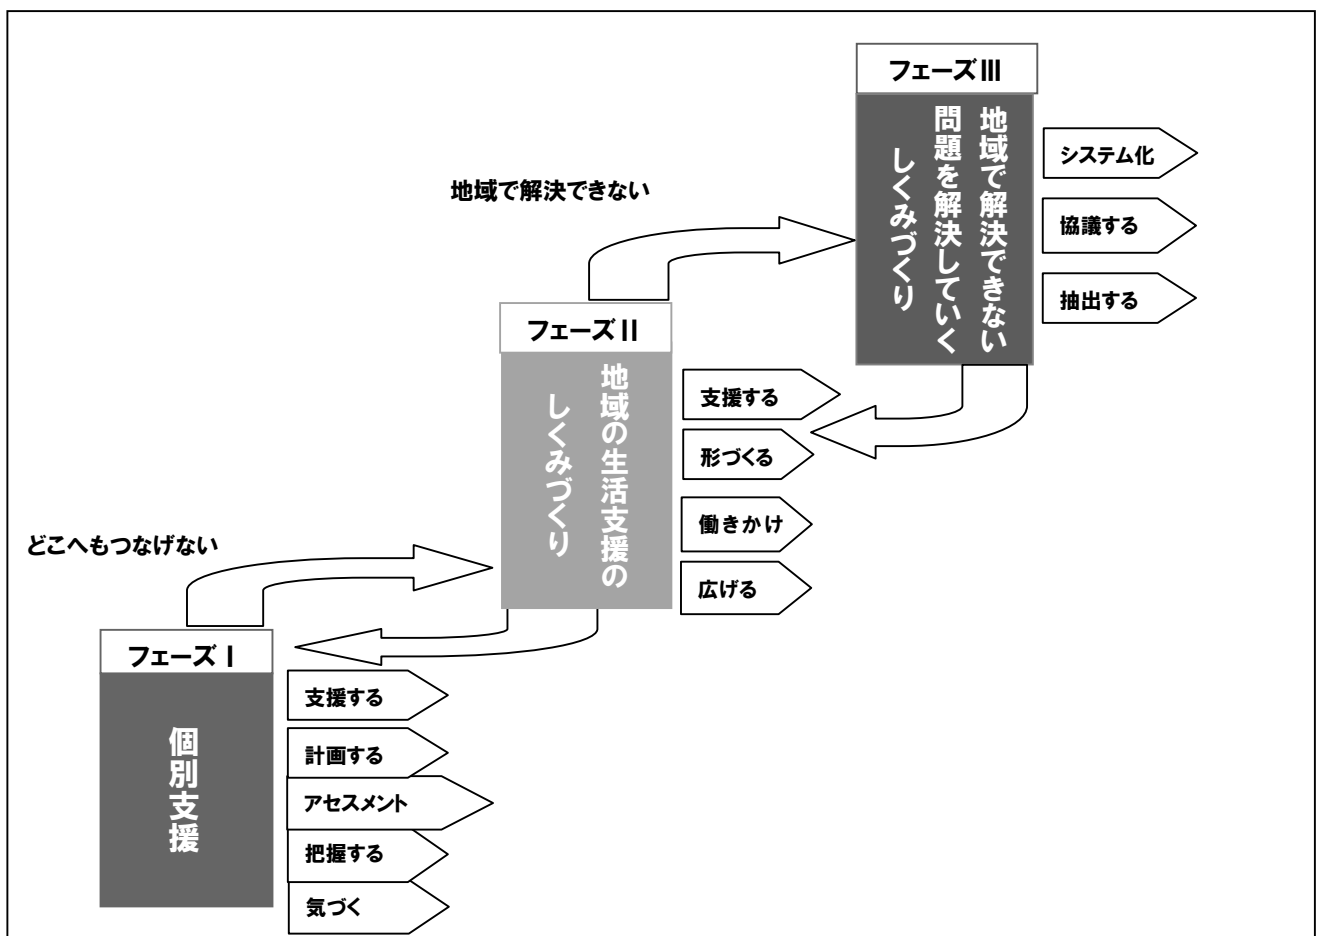 フェーズⅢ
地域で解決できない
問題を解決していく
しくみづくり
システム化
協議する
抽出する
地域で解決できない
フェーズⅡ
地域の生活支援の
しくみづくり
支援する
形づくる
働きかけ
広げる
どこへもつなげない
フェーズⅠ
個別支援
支援する
計画する
アセスメント
把握する
気づく